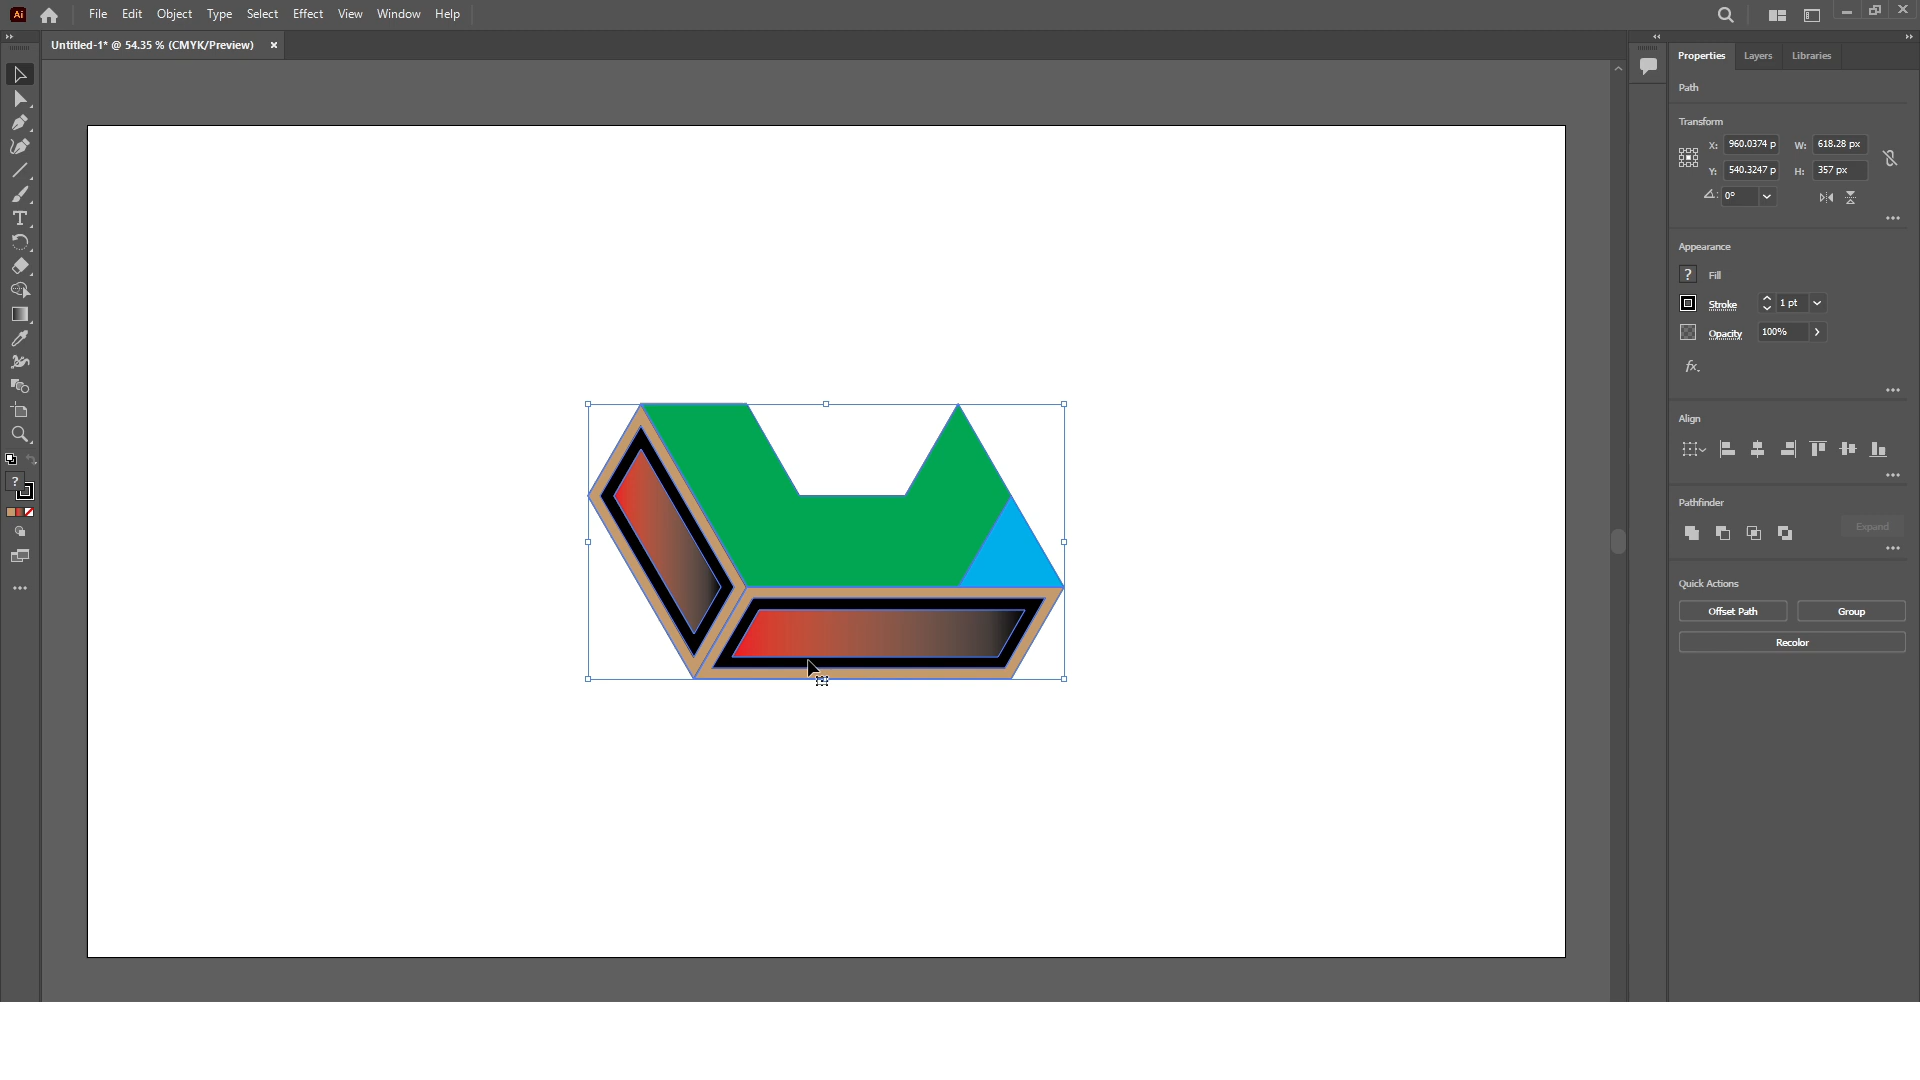 Ai File Edit Object Type Select Effect View Window Help
Untitled-1* @ 54.35 % (CMYK/Preview) ×
Properties Layers Libraries
Path
Transform
X: 960.0374 p W: 618.28 px
Y: 540.3247 p H: 357 px
0°
Appearance
? Fill
Stroke 1 pt
Opacity 100%
fx.
Align
Pathfinder
Expand
Quick Actions
Offset Path Group
Recolor
?